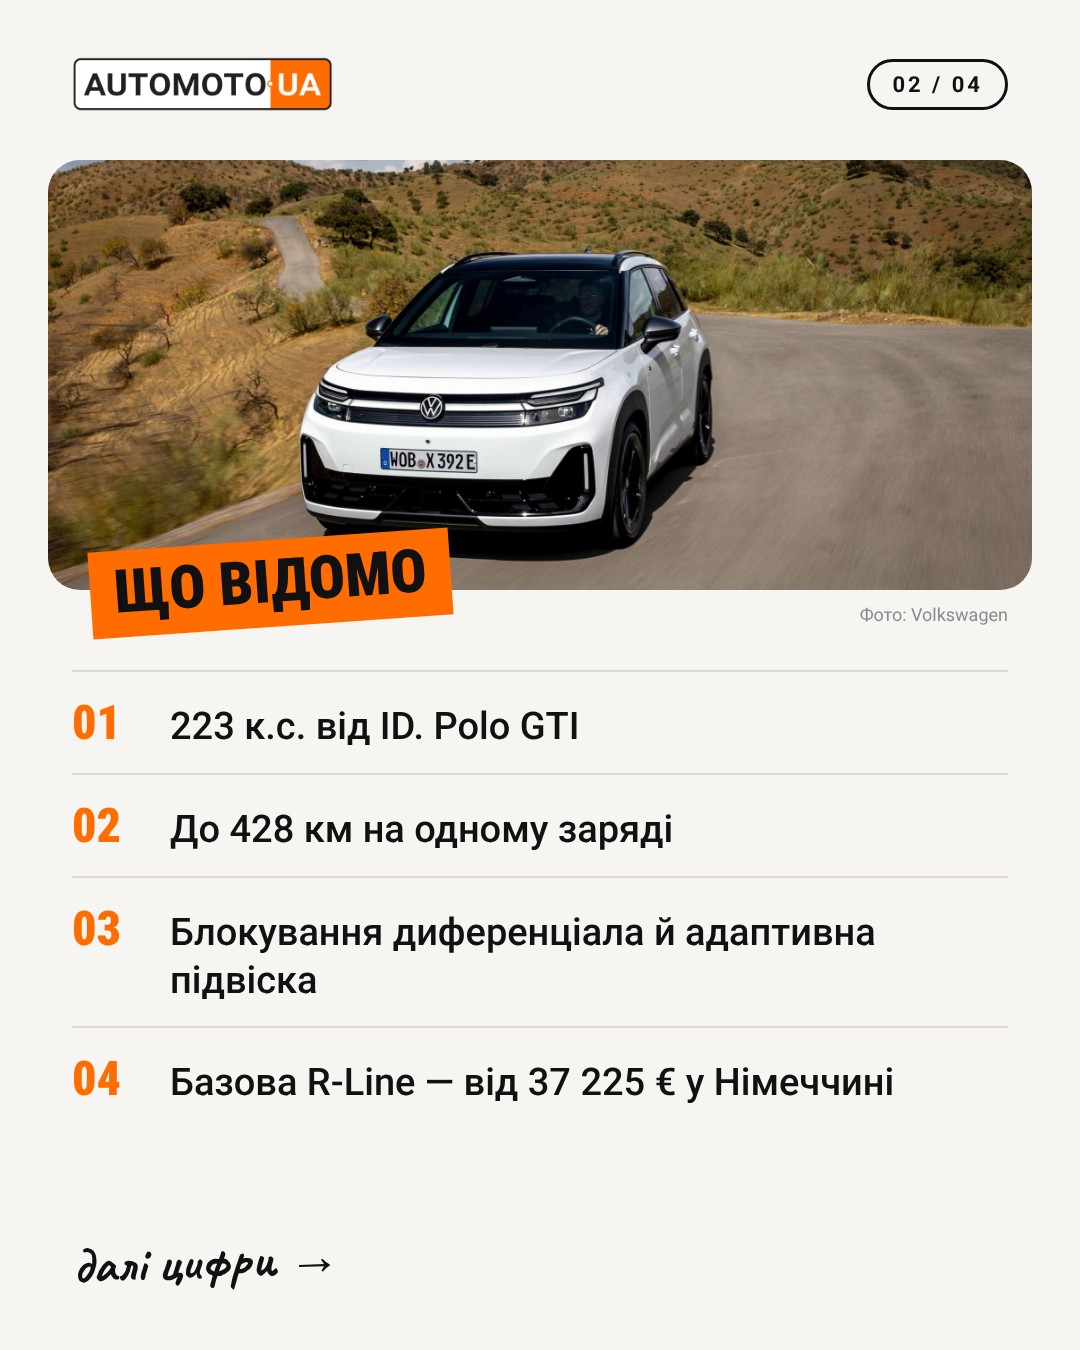 AUTOMOTO UA
02 / 04
WOB X 392 E
ЩО ВІДОМО
Фото: Volkswagen
01 223 к.с. від ID. Polo GTI
02 До 428 км на одному заряді
03 Блокування диференціала й адаптивна
підвіска
04 Базова R-Line — від 37 225 € у Німеччині
далі цифри →